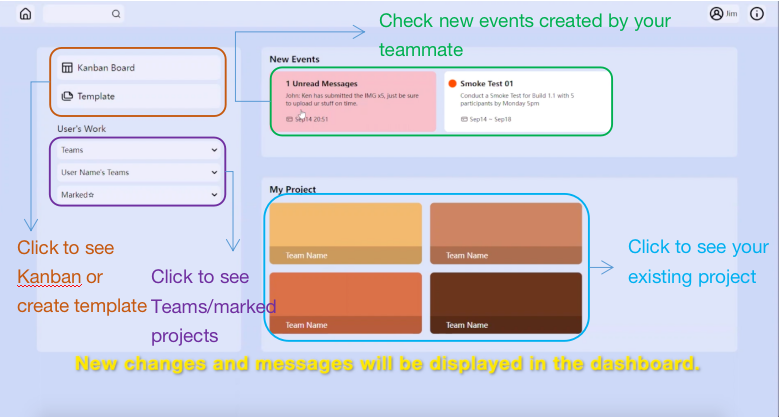 Jim
Check new events created by your
teammate
Kanban Board
Template
User's Work
Teams
User Name's Teams
Marked☆
New Events
1 Unread Messages
John: Ken has submitted the IMG x5, just be sure
to upload ur stuff on time.
Sep14 20:51
Smoke Test 01
Conduct a Smoke Test for Build 1.1 with 5
participants by Monday 5pm
Sep14 ~ Sep18
My Project
Team Name
Team Name
Team Name
Team Name
Click to see
Kanban or
create template
Click to see
Teams/marked
projects
Click to see your
existing project
New changes and messages will be displayed in the dashboard.